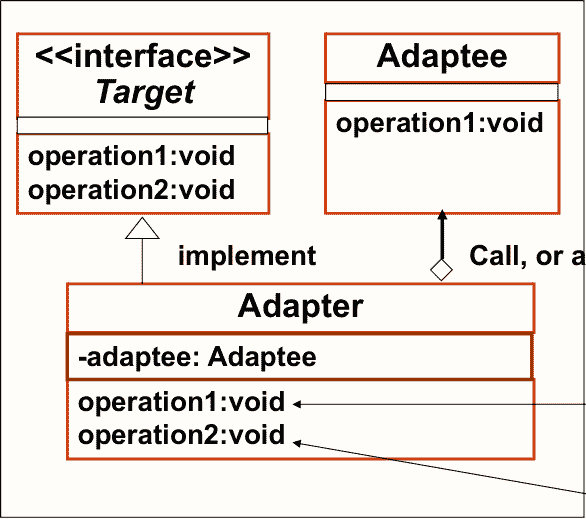 <<interface>>
Target
operation1:void
operation2:void
Adaptee
operation1:void
implement
Call, or a
Adapter
-adaptee: Adaptee
operation1:void
operation2:void